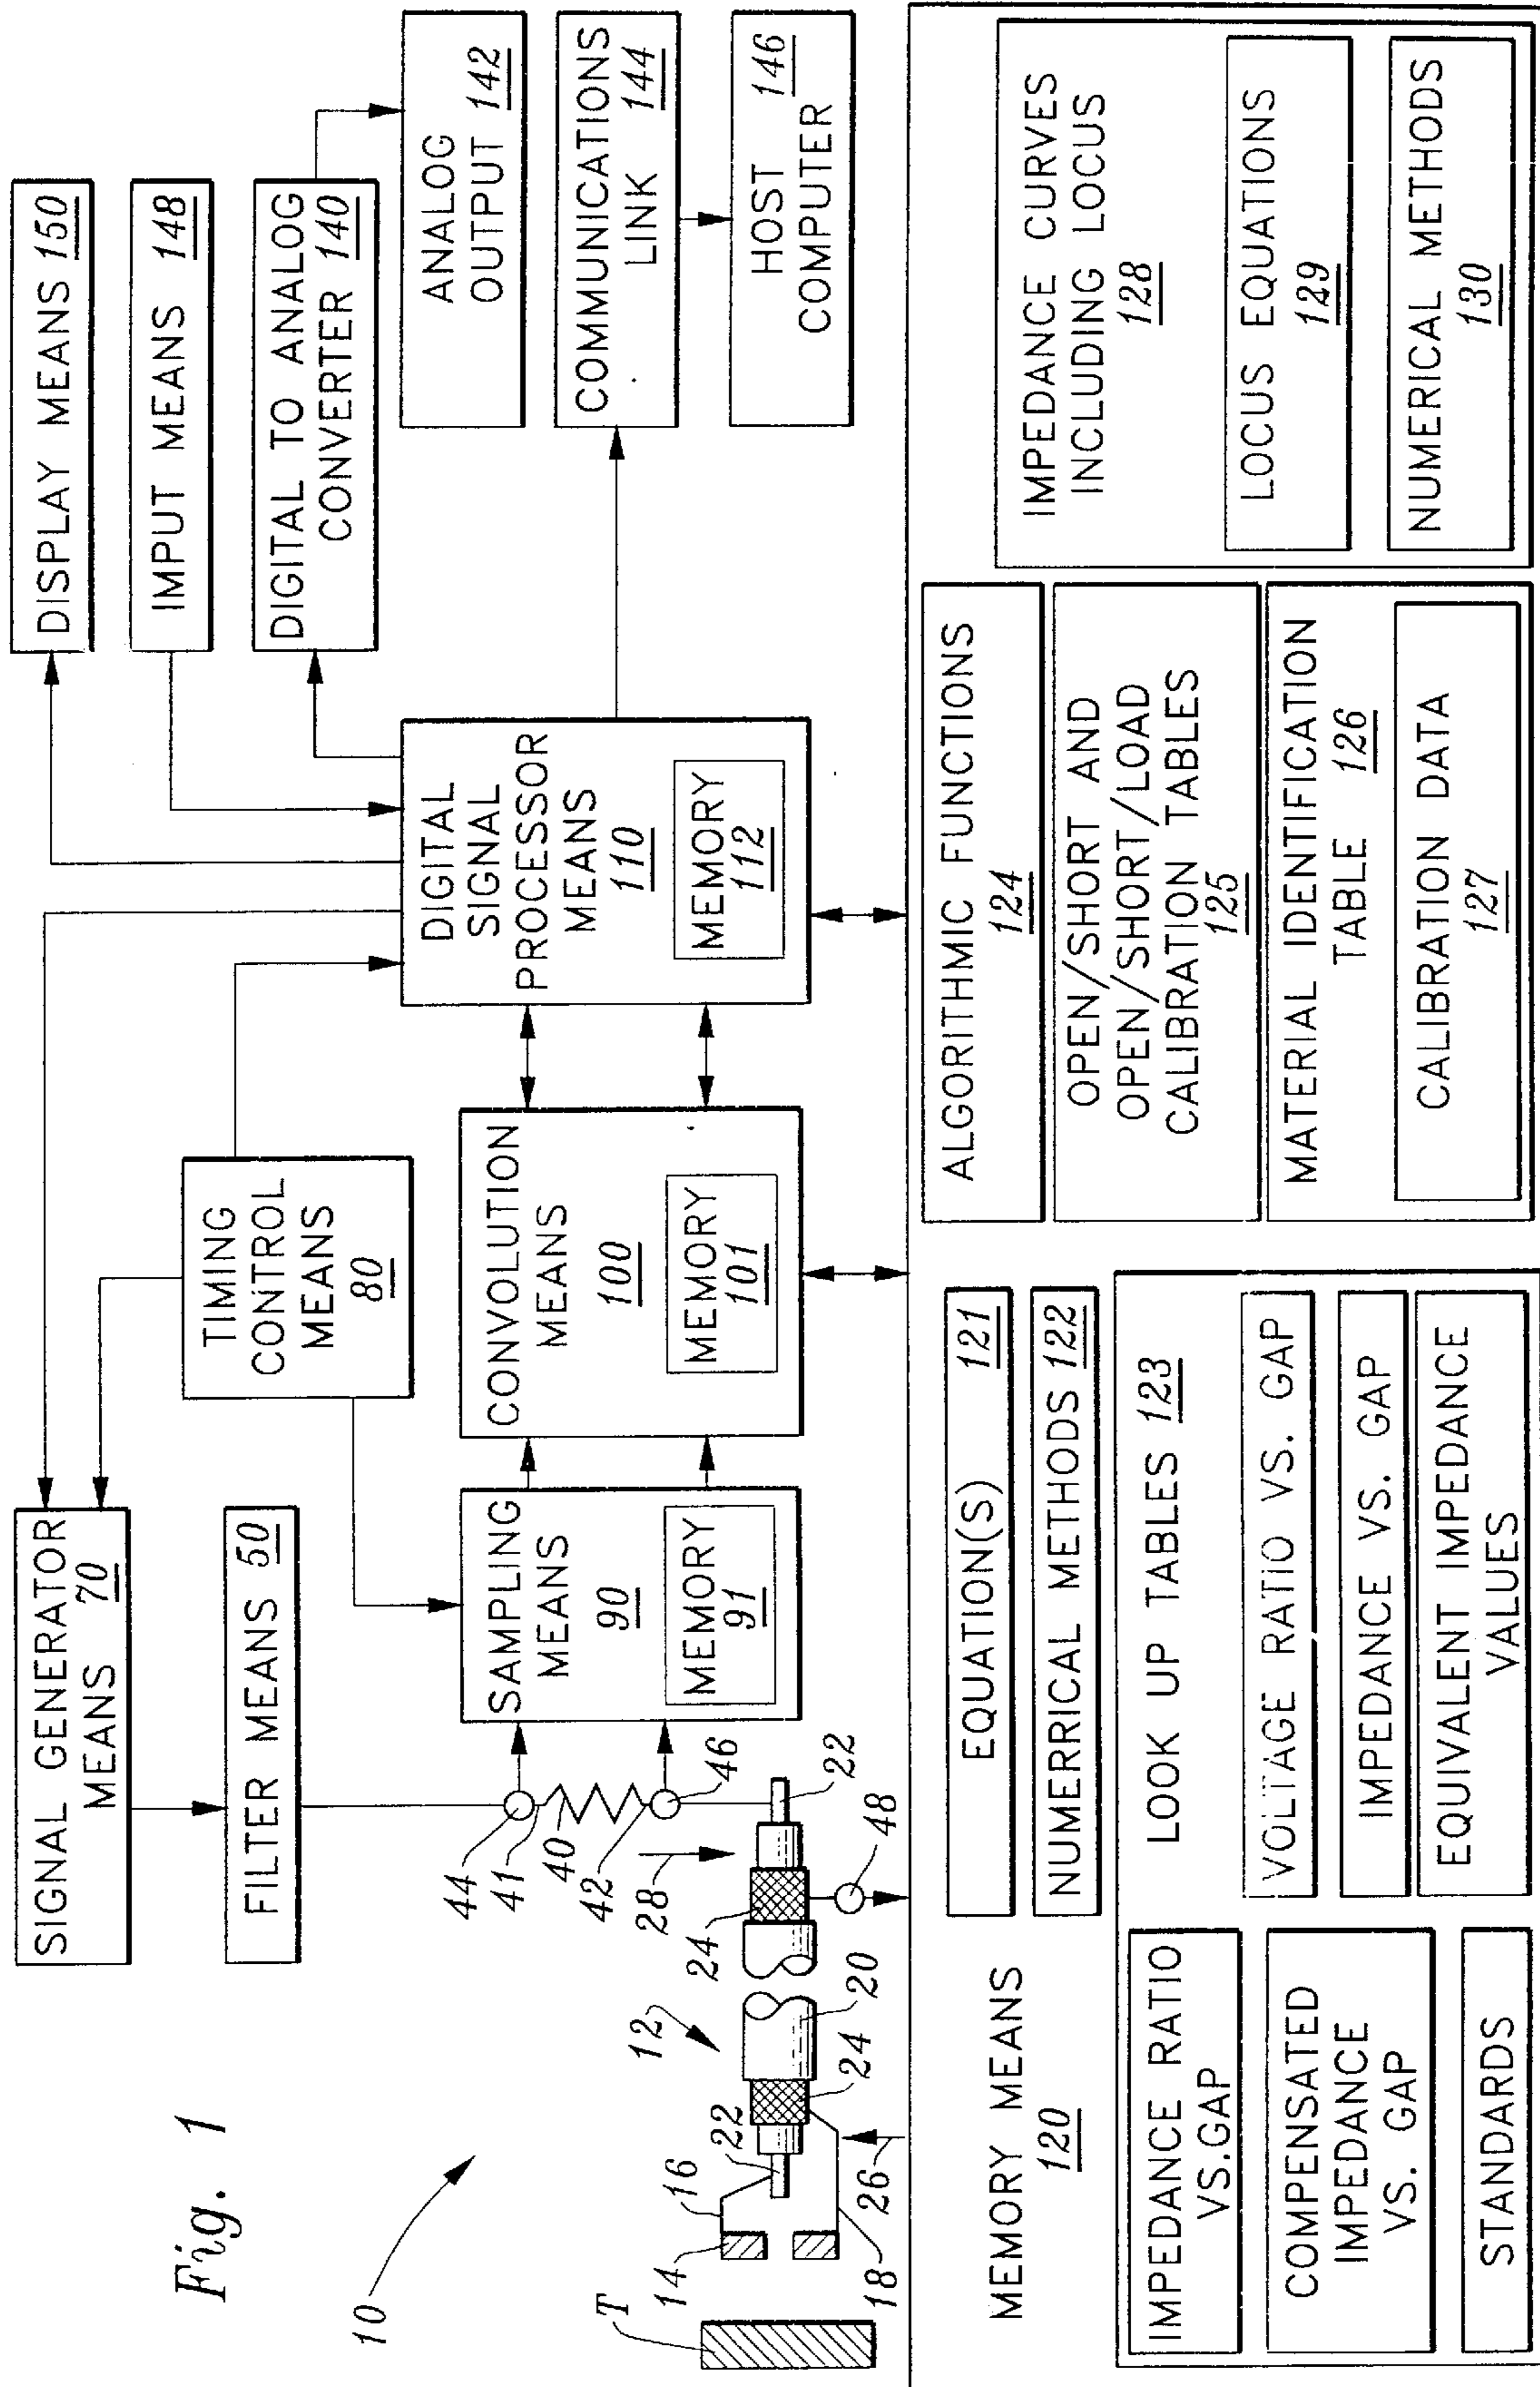 Fig. 1
10
SIGNAL GENERATOR
MEANS 70
FILTER MEANS 50
TIMING
CONTROL
MEANS
80
DISPLAY MEANS 150
IMPUT MEANS 148
DIGITAL TO ANALOG
CONVERTER 140
ANALOG
OUTPUT 142
COMMUNICATIONS
LINK 144
HOST 146
COMPUTER
SAMPLING
MEANS
90
MEMORY
91
CONVOLUTION
MEANS
100
MEMORY
101
DIGITAL
SIGNAL
PROCESSOR
MEANS
110
MEMORY
112
44
41
40
42
46
28
22
24
48
12
20
24
22
16
14
T
18
26
MEMORY MEANS
120
EQUATION(S) 121
NUMERRICAL METHODS 122
LOOK UP TABLES 123
IMPEDANCE RATIO
VS.GAP
VOLTAGE RATIO VS. GAP
COMPENSATED
IMPEDANCE
VS. GAP
IMPEDANCE VS. GAP
STANDARDS
EQUIVALENT IMPEDANCE
VALUES
ALGORITHMIC FUNCTIONS
124
OPEN/SHORT AND
OPEN/SHORT/LOAD
CALIBRATION TABLES
125
MATERIAL IDENTIFICATION
TABLE 126
CALIBRATION DATA
127
IMPEDANCE CURVES
INCLUDING LOCUS
128
LOCUS EQUATIONS
129
NUMERICAL METHODS
130